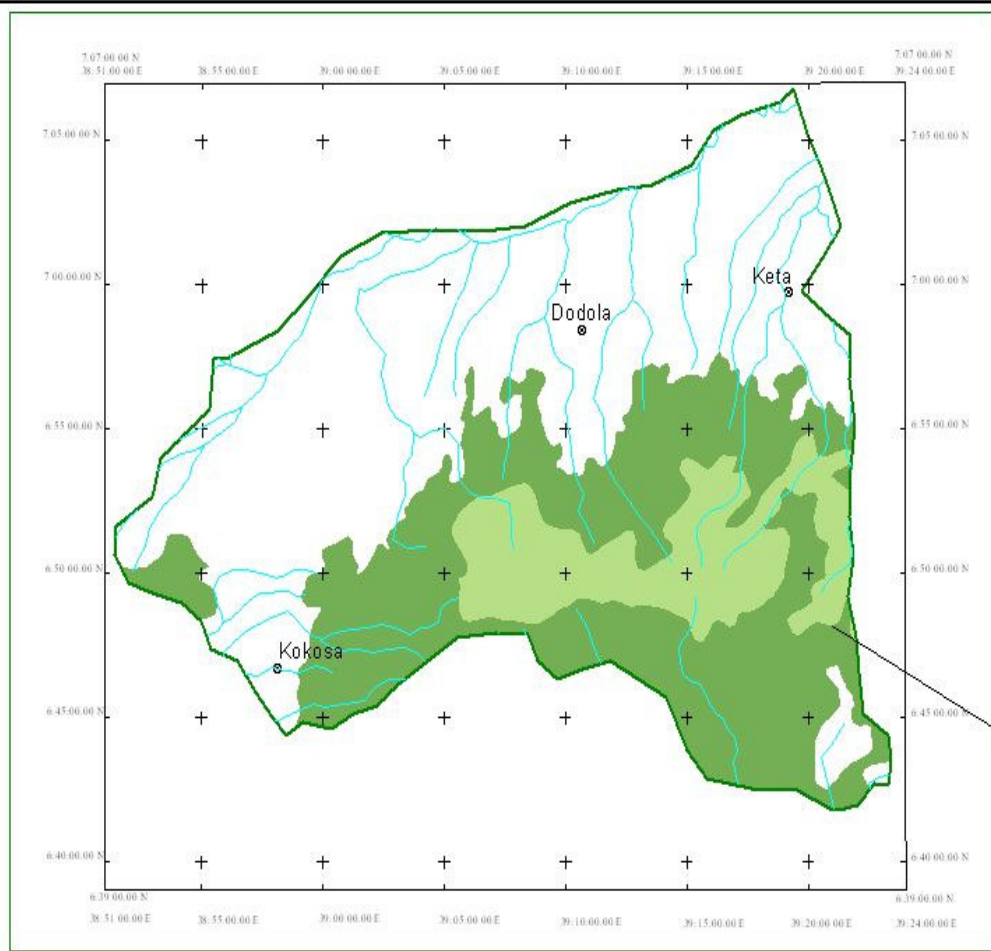 7.07 00 00 N 7.07 00 00 N
38.51 00.00 E 38.55 00.00 E 39.00 00.00 E 39.05 00.00 E 39.10 00.00 E 39.15 00.00 E 39.20 00.00 E 39.24 00.00 E
7.05 00 00 N 7.05 00 00 N
7.00 00 00 N Keta 7.00 00 00 N
Dodola
6.55 00 00 N 6.55 00 00 N
6.50 00 00 N 6.50 00 00 N
Kokosa
6.45 00 00 N 6.45 00 00 N
6.40 00 00 N 6.40 00 00 N
6.39 00.00 N 6.39 00.00 N
38.51 00.00 E 38.55 00.00 E 39.00 00.00 E 39.05 00.00 E 39.10 00.00 E 39.15 00.00 E 39.20 00.00 E 39.24 00.00 E